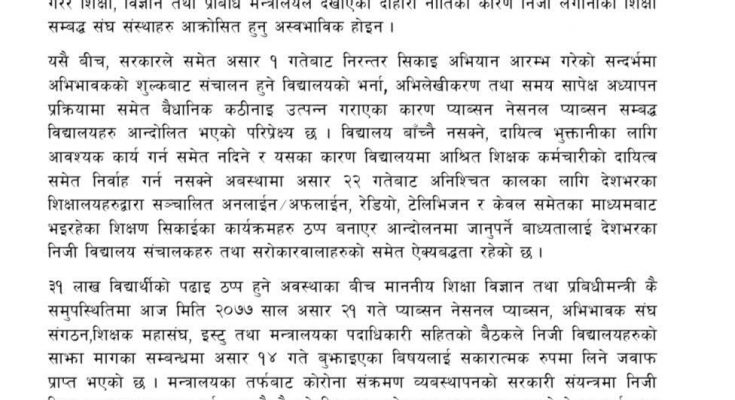 गरेर शिक्षा, विज्ञान तथा प्रबिधि मन्त्रालयले देखाएको दोहोरो नीतिका कारण निजी लगानीका शिक्षा
सम्बद्ध संघ संस्थाहरु आक्रोसित हुनु अस्वभाविक होइन ।
यसै बीच, सरकारले समेत असार १ गतेबाट निरन्तर सिकाइ अभियान आरम्भ गरेको सन्दर्भमा
अभिभावकको शुल्कबाट संचालन हुने विद्यालयको भर्ना, अभिलेखीकरण तथा समय सापेक्ष अध्यापन
प्रक्रियामा समेत बैधानिक कठीनाइ उत्पन्न गराएका कारण प्याब्सन नेसनल प्याब्सन सम्बद्ध
विद्यालयहरु आन्दोलित भएको परिप्रेक्ष्य छ । विद्यालय बाँच्नै नसक्ने, दायित्व भुक्तानीका लागि
आवश्यक कार्य गर्न समेत नदिने र यसका कारण विद्यालयमा आश्रित शिक्षक कर्मचारीको दायित्व
समेत निर्वाह गर्न नसक्ने अबस्थामा असार २२ गतेबाट अनिश्चित कालका लागि देशभरका
शिक्षालयहरुद्वारा सञ्चालित अनलाईन/अफलाईन, रेडियो, टेलिभिजन र केवल समेतका माध्यमबाट
भइरहेका शिक्षण सिकाईका कार्यक्रमहरु ठप्प बनाएर आन्दोलनमा जानुपर्ने बाध्यतालाई देशभरका
निजी विद्यालय संचालकहरु तथा सरोकारवालाहरुको समेत ऐक्यबद्धता रहेको छ ।
३१ लाख विद्यार्थीको पढाइ ठप्प हुने अवस्थाका बीच माननीय शिक्षा विज्ञान तथा प्रबिधीमन्त्री कै
समुपस्थितिमा आज मिति २०७७ साल असार २१ गते प्याब्सन नेसनल प्याब्सन, अभिभावक संघ
संगठन,शिक्षक महासंघ, इस्टु तथा मन्त्रालयका पदाधिकारी सहितको बैठकले निजी विद्यालयहरुको
साझा मागका सम्बन्धमा असार १४ गते बुझाइएका बिषयलाई सकारात्मक रुपमा लिने जवाफ
प्राप्त भएको छ । मन्त्रालयका तर्फबाट कोरोना संक्रमण व्यबस्थापनको सरकारी संयन्त्रमा निजी